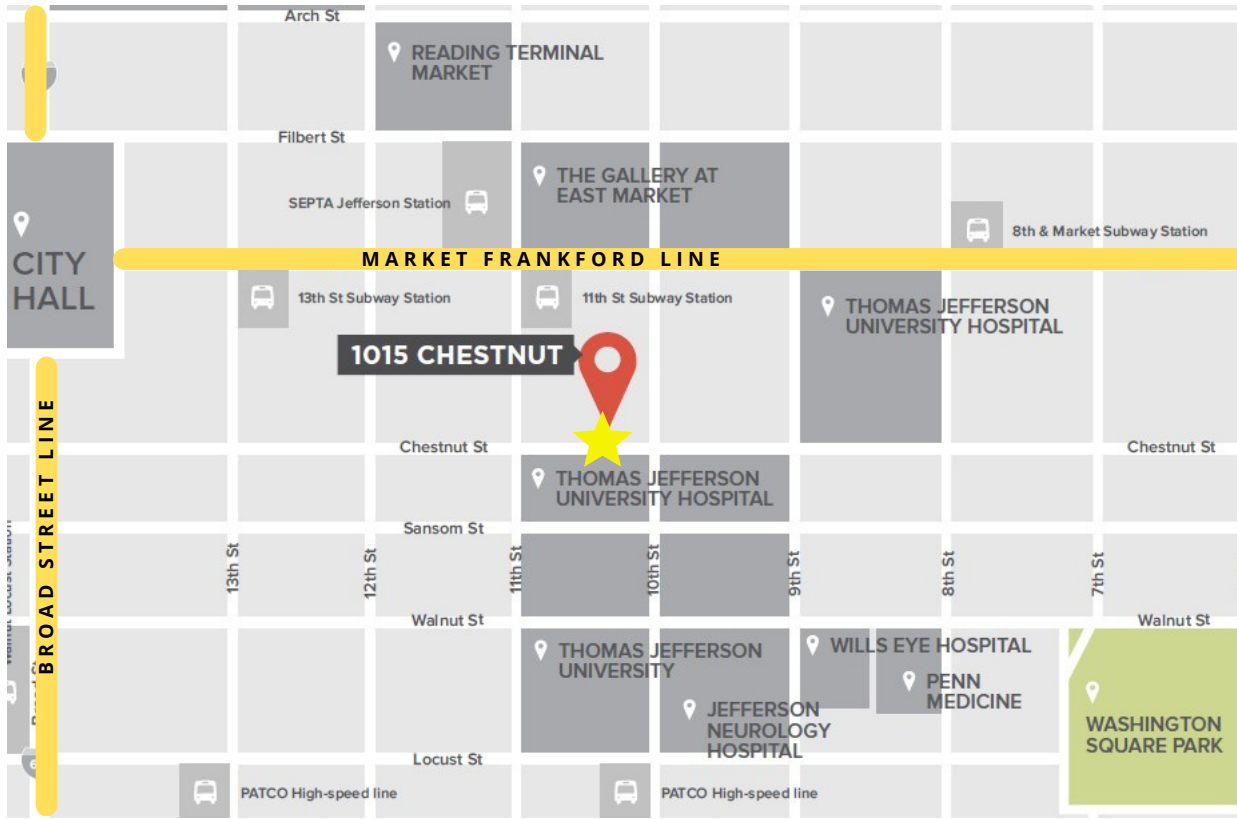 Arch St
READING TERMINAL
MARKET
Filbert St
THE GALLERY AT
EAST MARKET
SEPTA Jefferson Station
8th & Market Subway Station
CITY
HALL
MARKET FRANKFORD LINE
13th St Subway Station
11th St Subway Station
THOMAS JEFFERSON
UNIVERSITY HOSPITAL
1015 CHESTNUT
Chestnut St
Chestnut St
THOMAS JEFFERSON
UNIVERSITY HOSPITAL
BROAD STREET LINE
Sansom St
13th St
12th St
11th St
10th St
9th St
8th St
7th St
Walnut St
Walnut St
THOMAS JEFFERSON
UNIVERSITY
WILLS EYE HOSPITAL
PENN
MEDICINE
JEFFERSON
NEUROLOGY
HOSPITAL
WASHINGTON
SQUARE PARK
Locust St
PATCO High-speed line
PATCO High-speed line